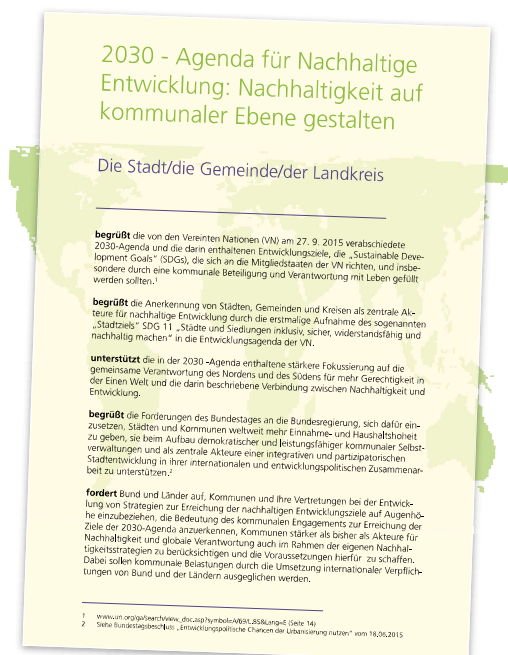 2030 - Agenda für Nachhaltige
Entwicklung: Nachhaltigkeit auf
kommunaler Ebene gestalten
Die Stadt/die Gemeinde/der Landkreis
begrüßt die von den Vereinten Nationen (VN) am 27. 9. 2015 verabschiedete
2030-Agenda und die darin enthaltenen Entwicklungsziele, die „Sustainable Deve-
lopment Goals“ (SDGs), die sich an die Mitgliedstaaten der VN richten, und insbe-
sondere durch eine kommunale Beteiligung und Verantwortung mit Leben gefüllt
werden sollten.¹
begrüßt die Anerkennung von Städten, Gemeinden und Kreisen als zentrale Ak-
teure für nachhaltige Entwicklung durch die erstmalige Aufnahme des sogenannten
„Stadtziels“ SDG 11 „Städte und Siedlungen inklusiv, sicher, widerstandsfähig und
nachhaltig machen“ in die Entwicklungsagenda der VN.
unterstützt die in der 2030 -Agenda enthaltene stärkere Fokussierung auf die
gemeinsame Verantwortung des Nordens und des Südens für mehr Gerechtigkeit in
der Einen Welt und die darin beschriebene Verbindung zwischen Nachhaltigkeit und
Entwicklung.
begrüßt die Forderungen des Bundestages an die Bundesregierung, sich dafür ein-
zusetzen, Städten und Kommunen weltweit mehr Einnahme- und Haushaltshoheit
zu geben, sie beim Aufbau demokratischer und leistungsfähiger kommunaler Selbst-
verwaltungen und als zentrale Akteure einer integrativen und partizipatorischen
Stadtentwicklung in ihrer internationalen und entwicklungspolitischen Zusammenar-
beit zu unterstützen.²
fordert Bund und Länder auf, Kommunen und Ihre Vertretungen bei der Entwick-
lung von Strategien zur Erreichung der nachhaltigen Entwicklungsziele auf Augenhö-
he einzubeziehen, die Bedeutung des kommunalen Engagements zur Erreichung der
Ziele der 2030-Agenda anzuerkennen, Kommunen stärker als bisher als Akteure für
Nachhaltigkeit und globale Verantwortung auch im Rahmen der eigenen Nachhal-
tigkeitsstrategien zu berücksichtigen und die Voraussetzungen hierfür zu schaffen.
Dabei sollen kommunale Belastungen durch die Umsetzung internationaler Verpflich-
tungen von Bund und der Ländern ausgeglichen werden.
1 www.un.org/ga/search/view_doc.asp?symbol=A/69/L.85&Lang=E (Seite 14)
2 Siehe Bundestagsbeschluss „Entwicklungspolitische Chancen der Urbanisierung nutzen“ vom 18.06.2015